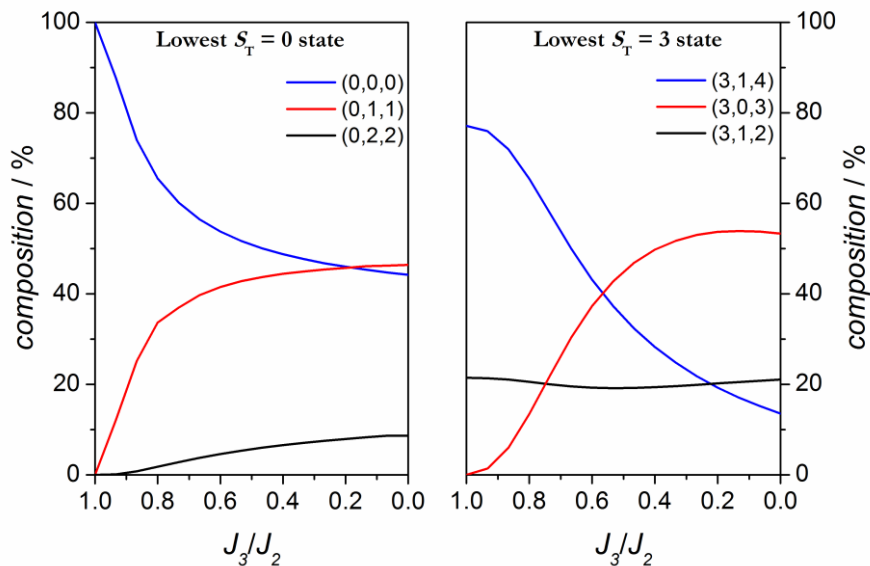 Lowest S_T = 0 state
(0,0,0)
(0,1,1)
(0,2,2)
100
80
60
40
20
0
composition / %
1.0 0.8 0.6 0.4 0.2 0.0
J_3/J_2
Lowest S_T = 3 state
(3,1,4)
(3,0,3)
(3,1,2)
100
80
60
40
20
0
composition / %
1.0 0.8 0.6 0.4 0.2 0.0
J_3/J_2